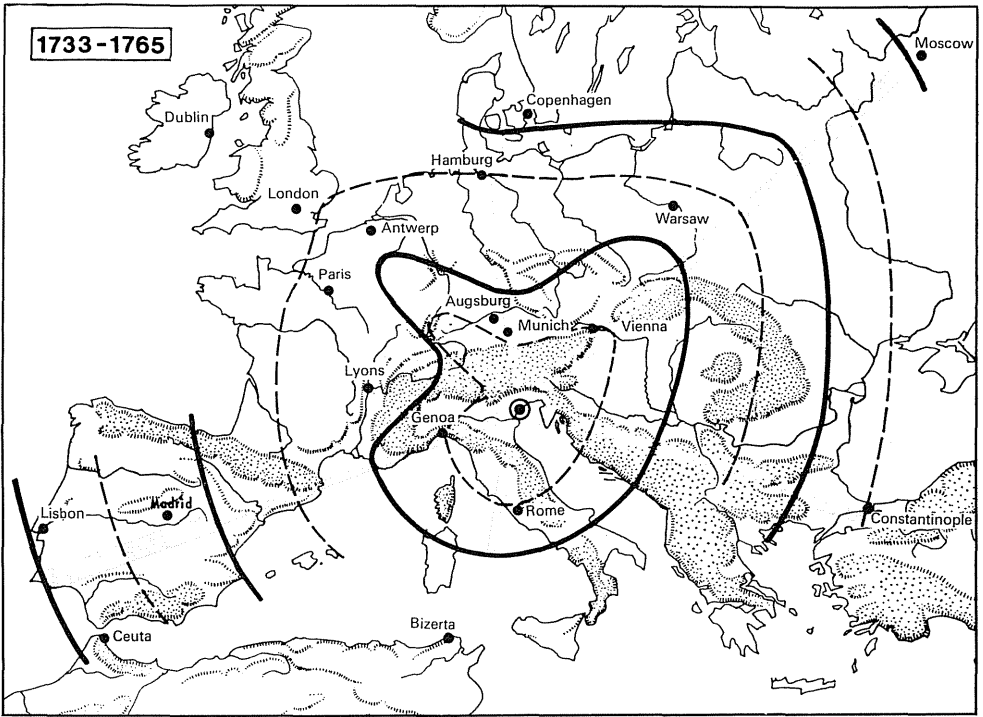 1733-1765
Moscow
Copenhagen
Dublin
Hamburg
London
Warsaw
Antwerp
Paris
Augsburg
Munich
Vienna
Lyons
Genoa
Madrid
Lisbon
Rome
Constantinople
Ceuta
Bizerta